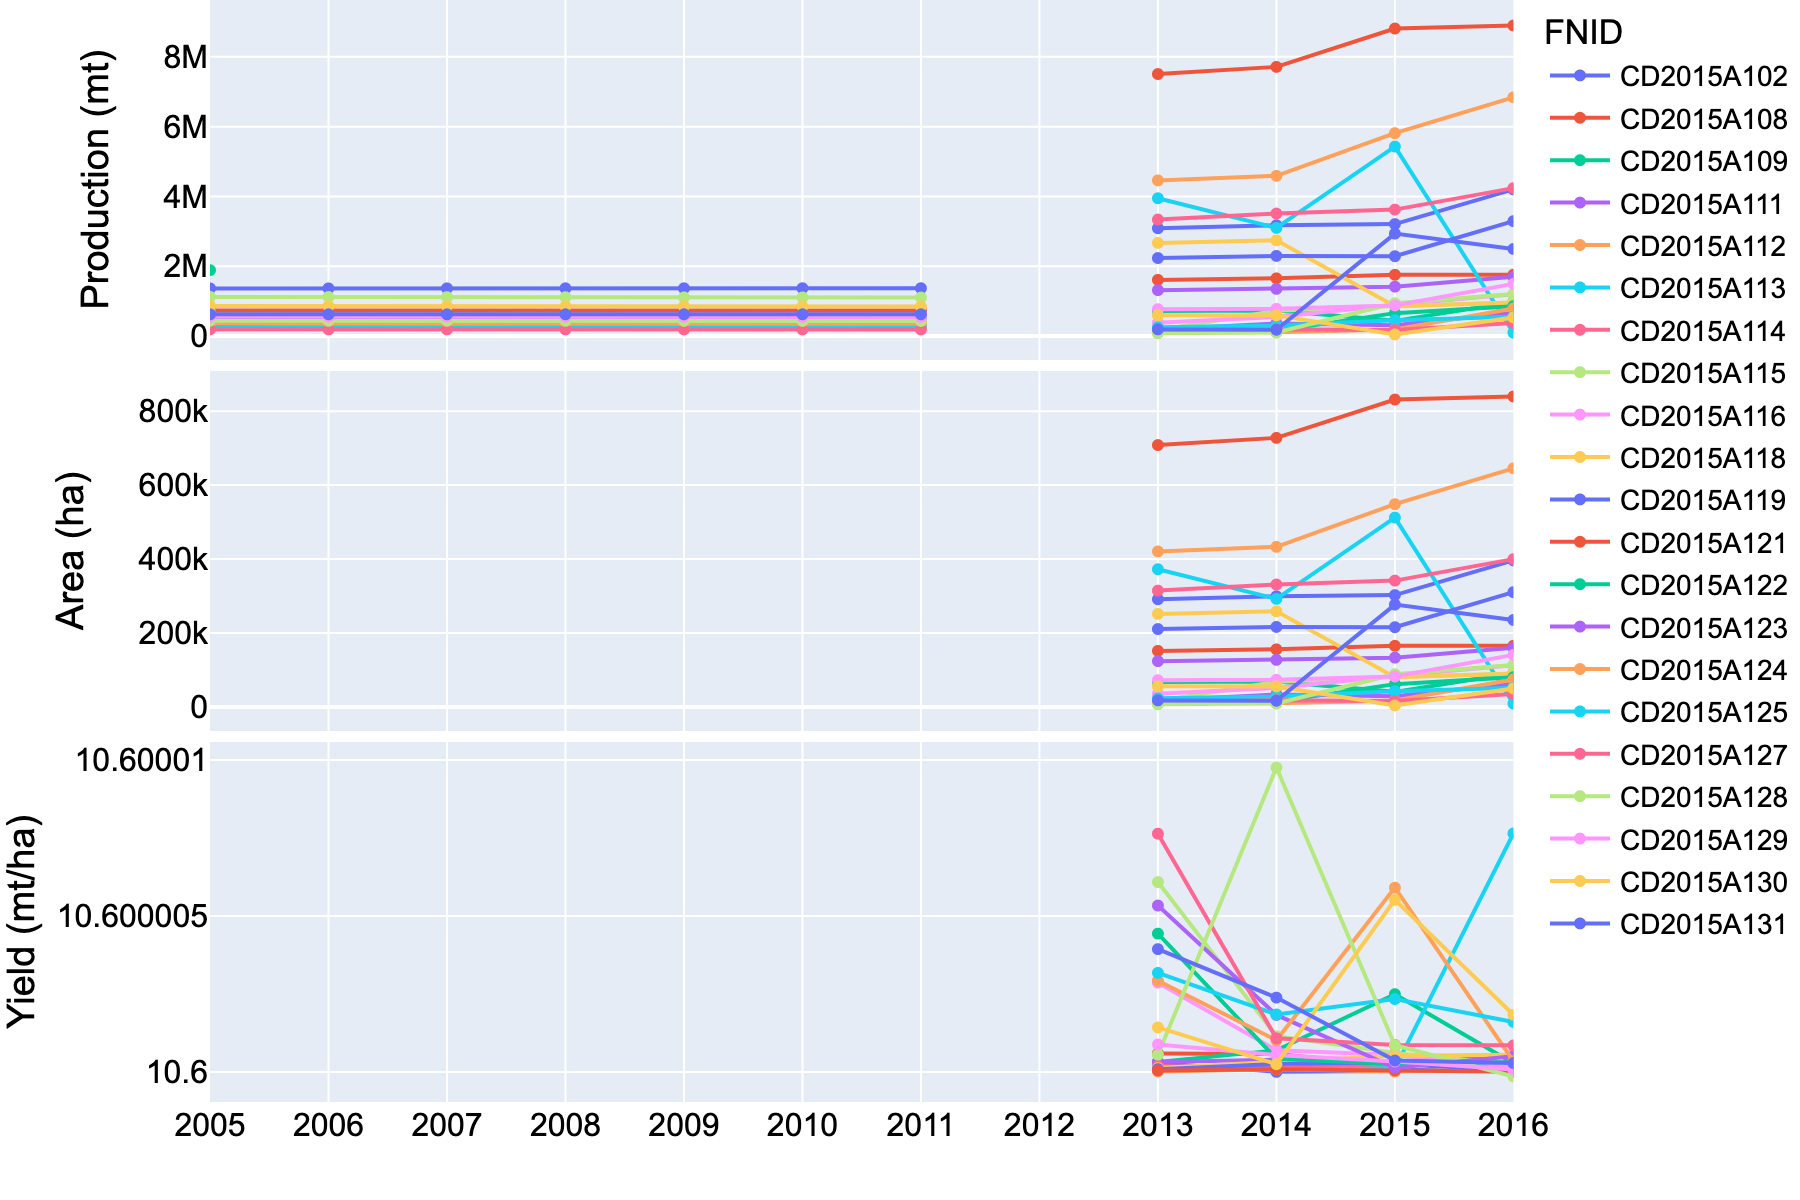 Production (mt)
8M
6M
4M
2M
0
Area (ha)
800k
600k
400k
200k
0
Yield (mt/ha)
10.60001
10.600005
10.6
2005 2006 2007 2008 2009 2010 2011 2012 2013 2014 2015 2016
FNID
CD2015A102
CD2015A108
CD2015A109
CD2015A111
CD2015A112
CD2015A113
CD2015A114
CD2015A115
CD2015A116
CD2015A118
CD2015A119
CD2015A121
CD2015A122
CD2015A123
CD2015A124
CD2015A125
CD2015A127
CD2015A128
CD2015A129
CD2015A130
CD2015A131